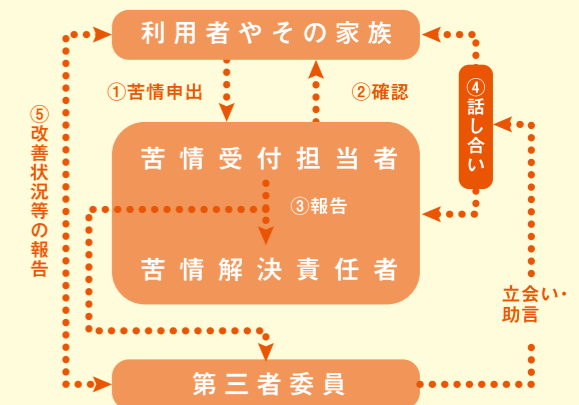 利用者やその家族
①苦情申出
②確認
④話し合い
⑤改善状況等の報告
苦情受付担当者
③報告
苦情解決責任者
立会い・
助言
第三者委員